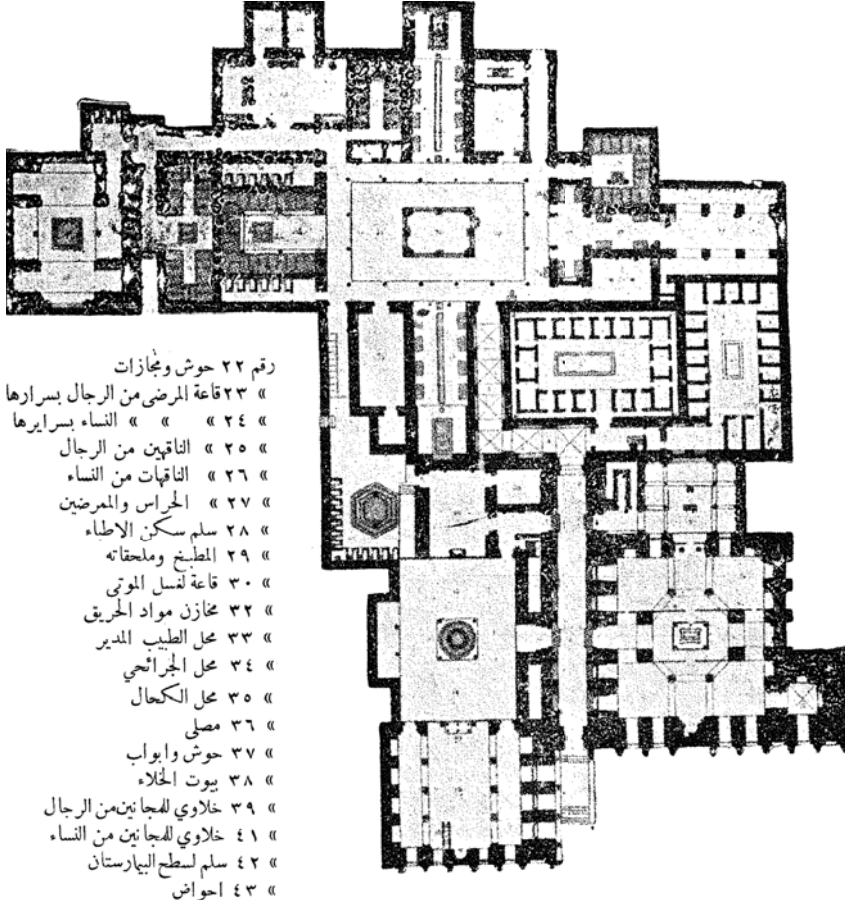 رقم ٢٢ حوش ونجازات
» ٢٣ قاعة المرضى من الرجال بسرارها
» ٢٤ » » النساء بسرايرها
» ٢٥ » الناقهين من الرجال
» ٢٦ » الناقهات من النساء
» ٢٧ » الحراس والممرضين
» ٢٨ سلم سكن الاطباء
» ٢٩ المطبخ وملحقاته
» ٣٠ قاعة لغسل الموتى
» ٣٢ مخازن مواد الحريق
» ٣٣ محل الطبيب المدير
» ٣٤ محل الجرائحي
» ٣٥ محل الكحال
» ٣٦ مصلى
» ٣٧ حوش وابواب
» ٣٨ بيوت الخلاء
» ٣٩ خلاوي للمجانين من الرجال
» ٤١ خلاوي للمجانين من النساء
» ٤٢ سلم لسطح البيمارستان
» ٤٣ احواض